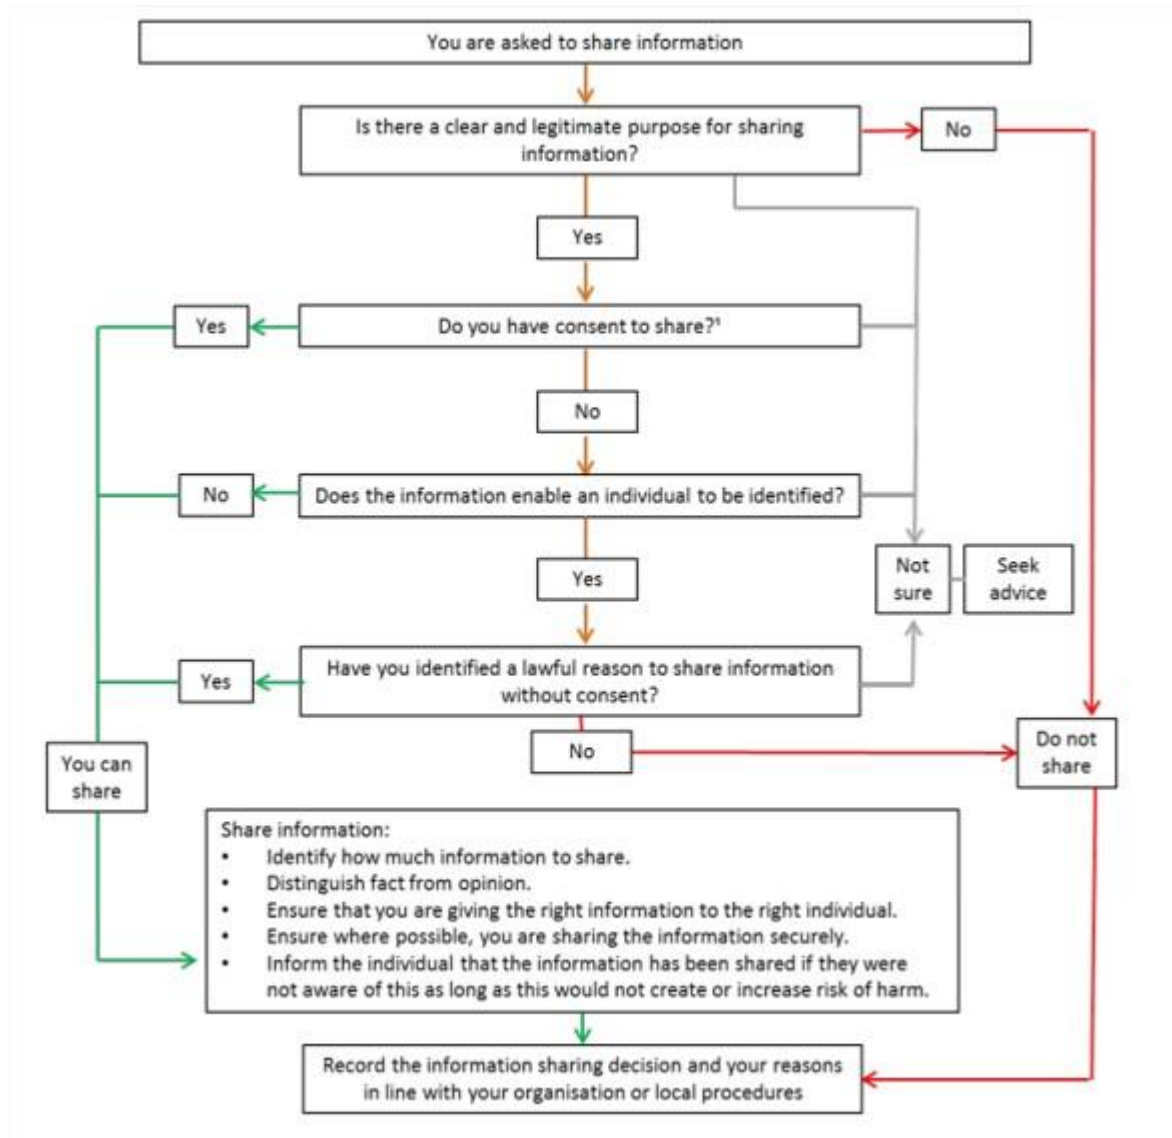 You are asked to share information
Is there a clear and legitimate purpose for sharing
information?
No
Yes
Do you have consent to share?¹
Yes
No
Does the information enable an individual to be identified?
No
Yes
Not
sure
Seek
advice
Have you identified a lawful reason to share information
without consent?
Yes
No
Do not
share
You can
share
Share information:
• Identify how much information to share.
• Distinguish fact from opinion.
• Ensure that you are giving the right information to the right individual.
• Ensure where possible, you are sharing the information securely.
• Inform the individual that the information has been shared if they were
not aware of this as long as this would not create or increase risk of harm.
Record the information sharing decision and your reasons
in line with your organisation or local procedures